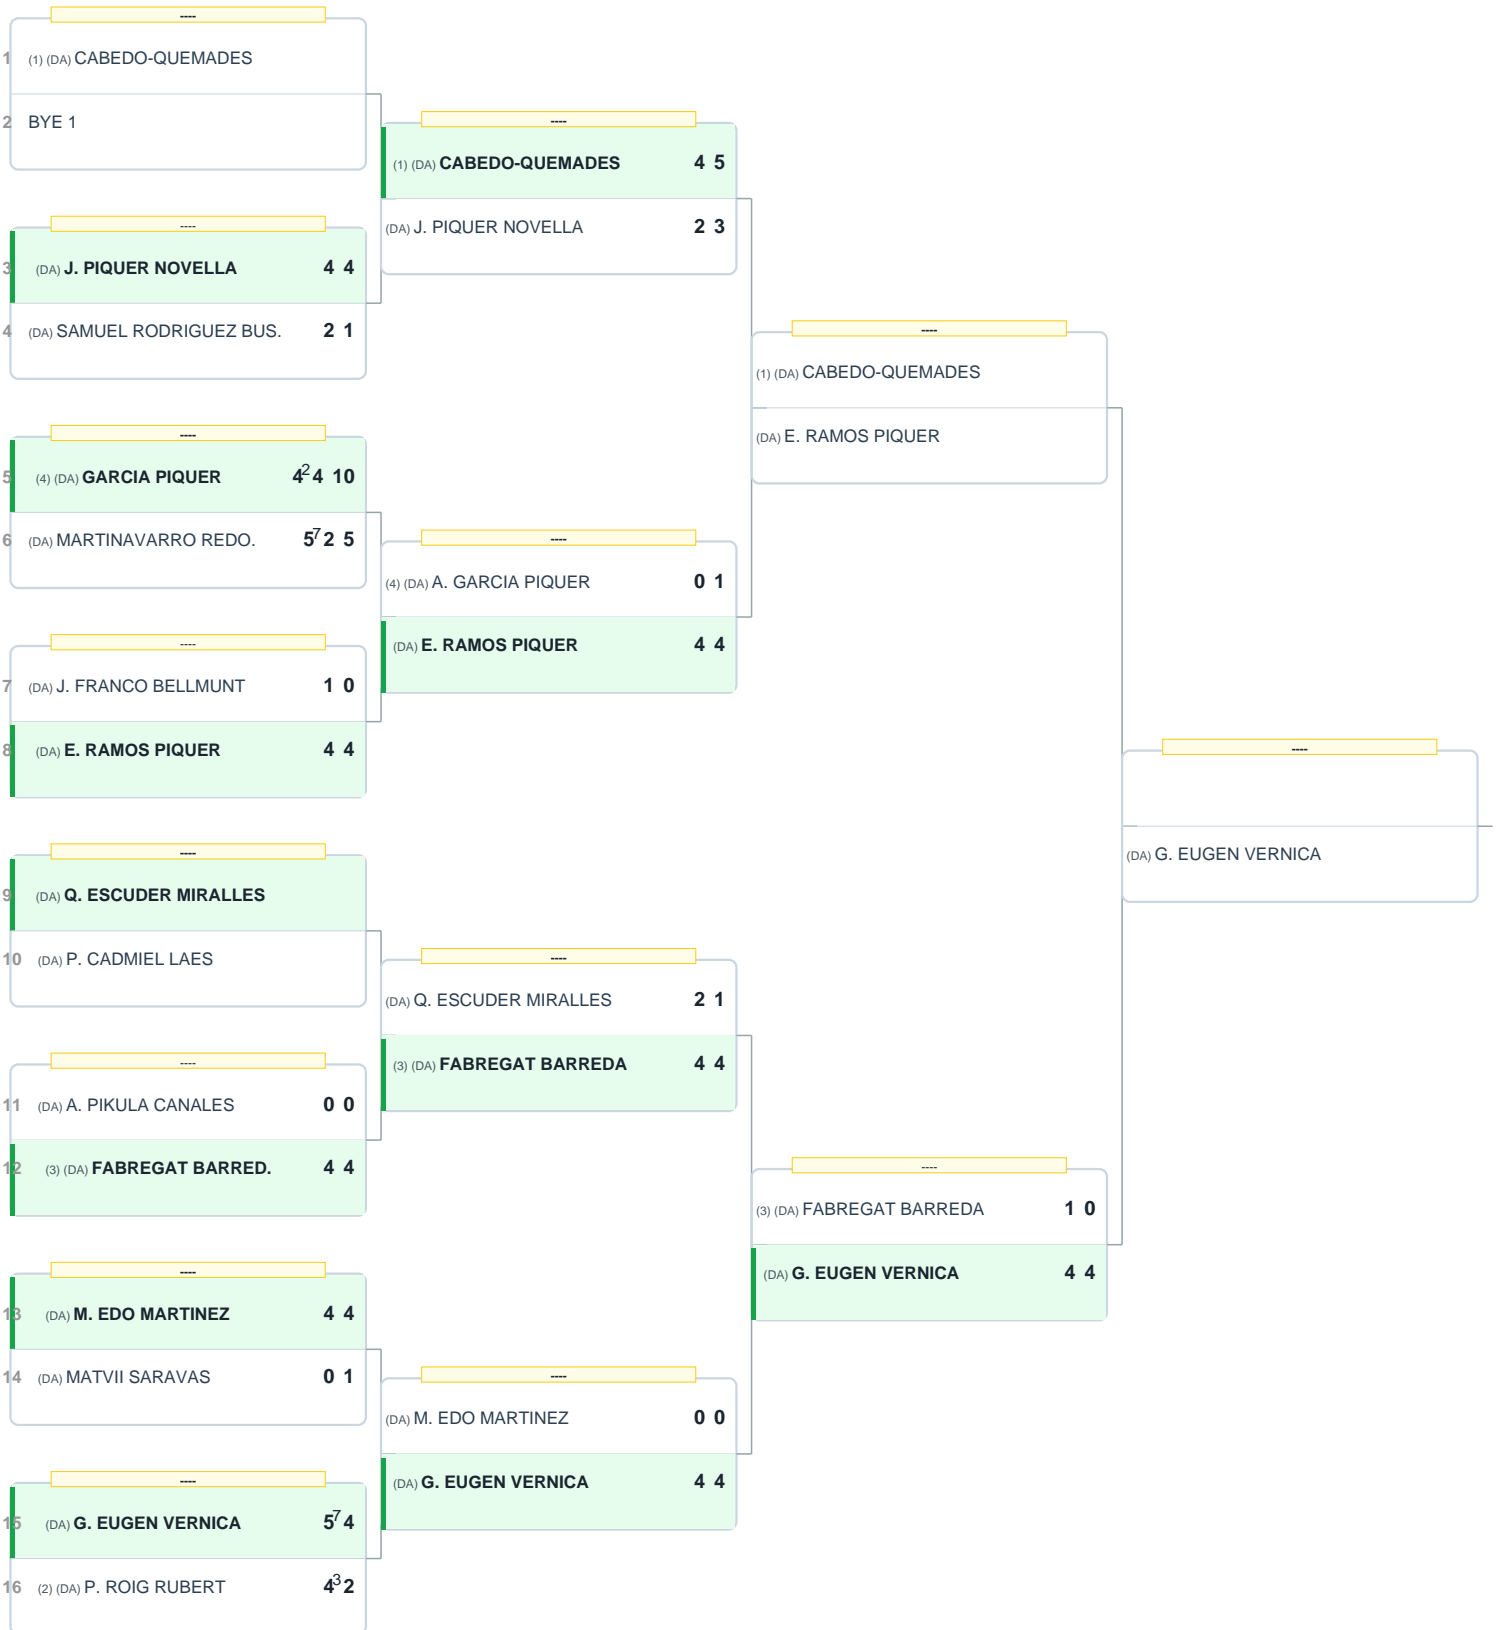 ----
1 (1) (DA) CABEDO-QUEMADES
2 BYE 1
----
3 (DA) J. PIQUER NOVELLA 4 4
4 (DA) SAMUEL RODRIGUEZ BUS. 2 1
----
5 (4) (DA) GARCIA PIQUER 4 2 4 10
6 (DA) MARTINAVARRO REDO. 5 7 2 5
----
7 (DA) J. FRANCO BELLMUNT 1 0
8 (DA) E. RAMOS PIQUER 4 4
----
9 (DA) Q. ESCUDER MIRALLES
10 (DA) P. CADMIEL LAES
----
11 (DA) A. PIKULA CANALES 0 0
12 (3) (DA) FABREGAT BARRED. 4 4
----
13 (DA) M. EDO MARTINEZ 4 4
14 (DA) MATVII SARAVAS 0 1
----
15 (DA) G. EUGEN VERNICA 5 7 4
16 (2) (DA) P. ROIG RUBERT 4 3 2
----
(1) (DA) CABEDO-QUEMADES 4 5
(DA) J. PIQUER NOVELLA 2 3
----
(4) (DA) A. GARCIA PIQUER 0 1
(DA) E. RAMOS PIQUER 4 4
----
(DA) Q. ESCUDER MIRALLES 2 1
(3) (DA) FABREGAT BARREDA 4 4
----
(DA) M. EDO MARTINEZ 0 0
(DA) G. EUGEN VERNICA 4 4
----
(1) (DA) CABEDO-QUEMADES
(DA) E. RAMOS PIQUER
----
(3) (DA) FABREGAT BARREDA 1 0
(DA) G. EUGEN VERNICA 4 4
----
(DA) G. EUGEN VERNICA